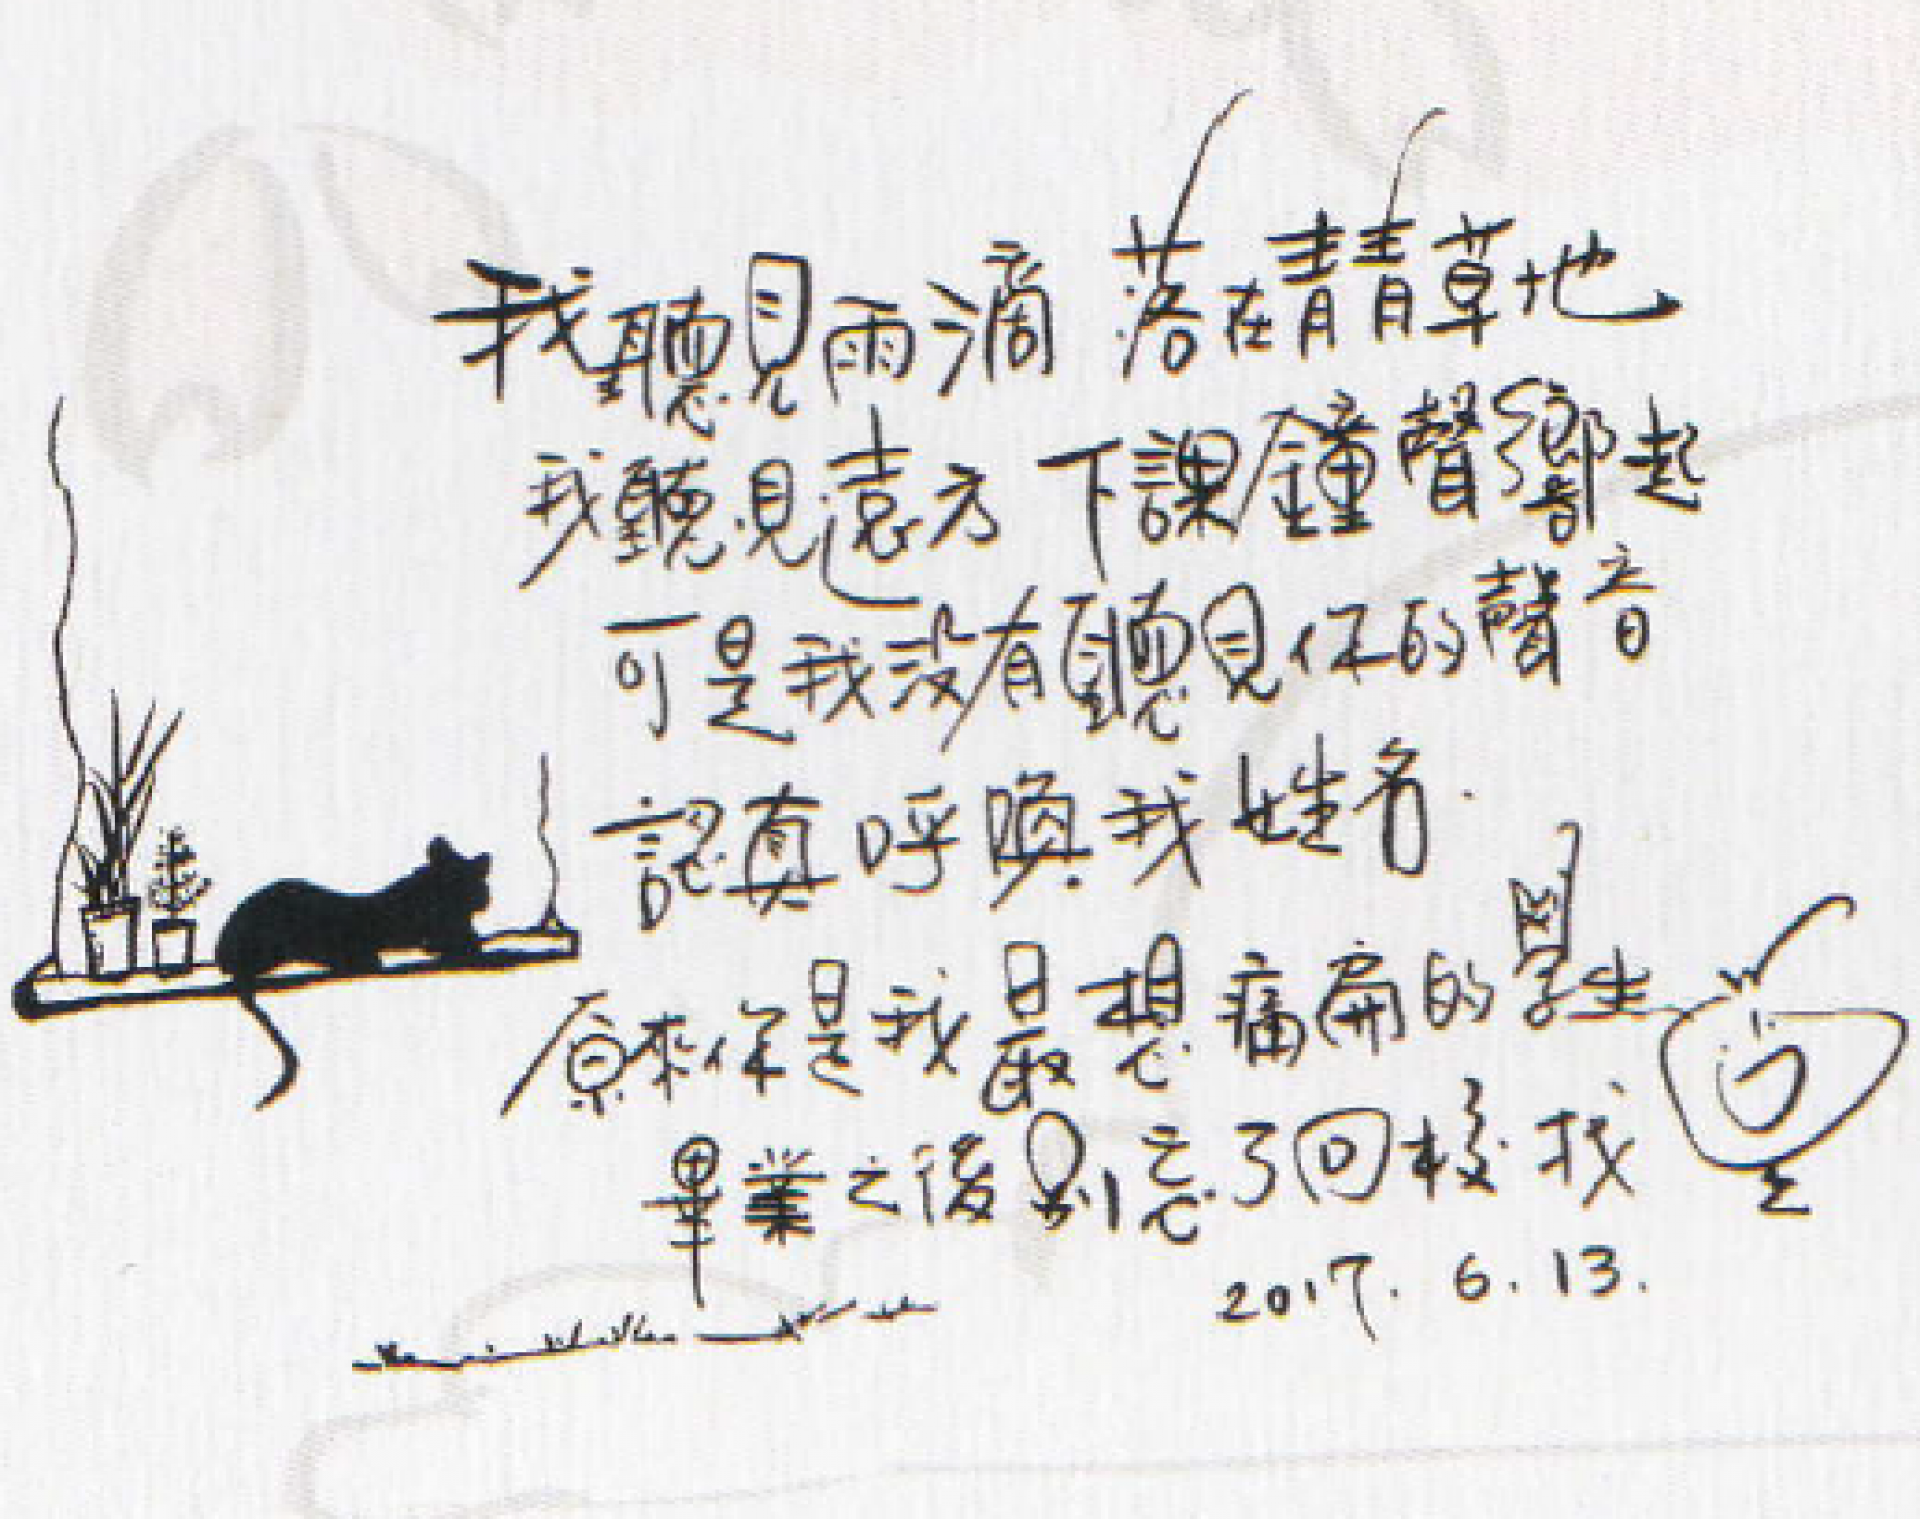 我聽見雨滴 落在青青草地
我聽見遠方 下課鐘聲響起
可是我沒有聽見你的聲音
認真呼喚我姓名.
原來你是我最想痛扁的學生
畢業之後別忘了回校找
2017. 6. 13.